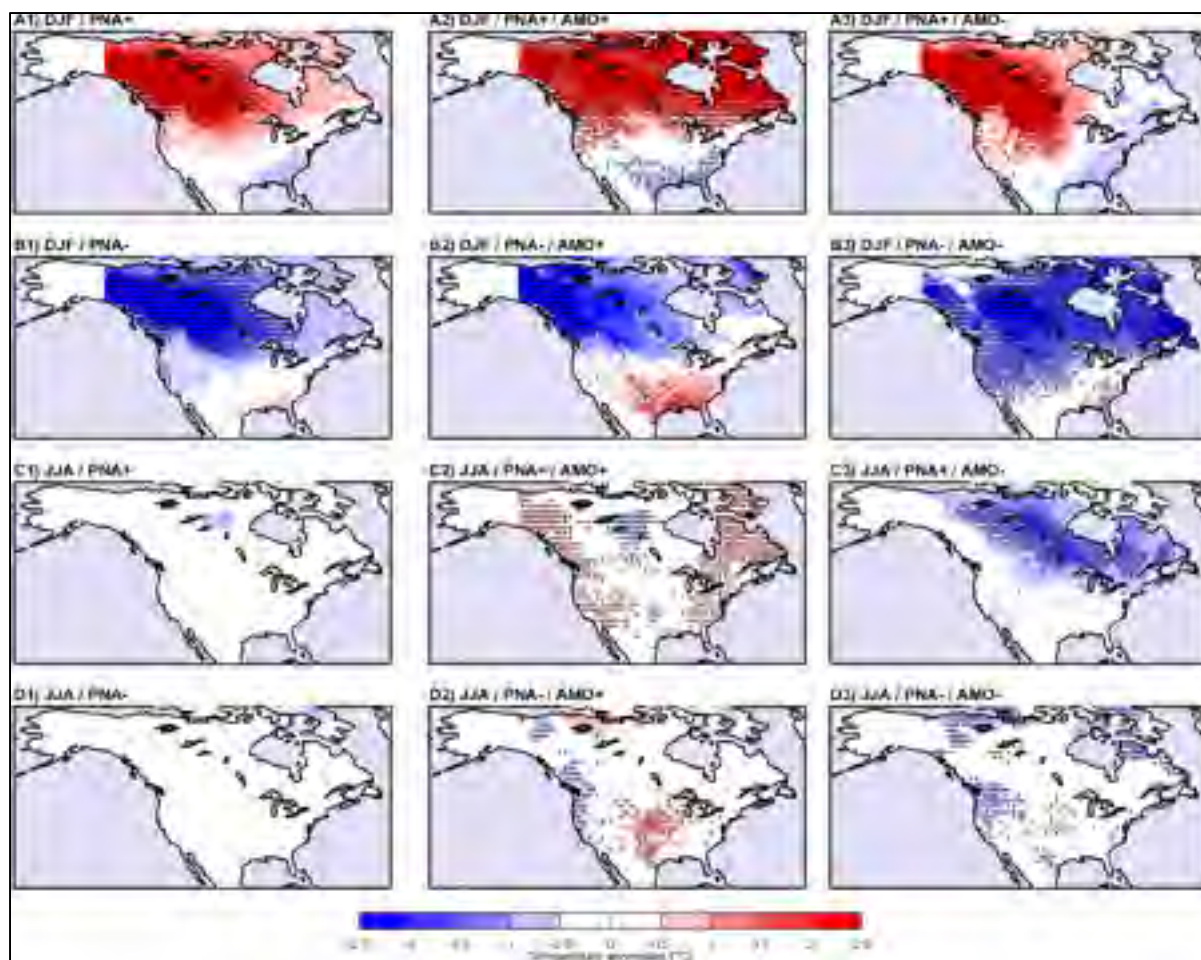 A1) DJF / PNA+
A2) DJF / PNA+ / AMO+
A3) DJF / PNA+ / AMO-
B1) DJF / PNA-
B2) DJF / PNA- / AMO+
B3) DJF / PNA- / AMO-
C1) JJA / PNA+
C2) JJA / PNA+ / AMO+
C3) JJA / PNA+ / AMO-
D1) JJA / PNA-
D2) JJA / PNA- / AMO+
D3) JJA / PNA- / AMO-